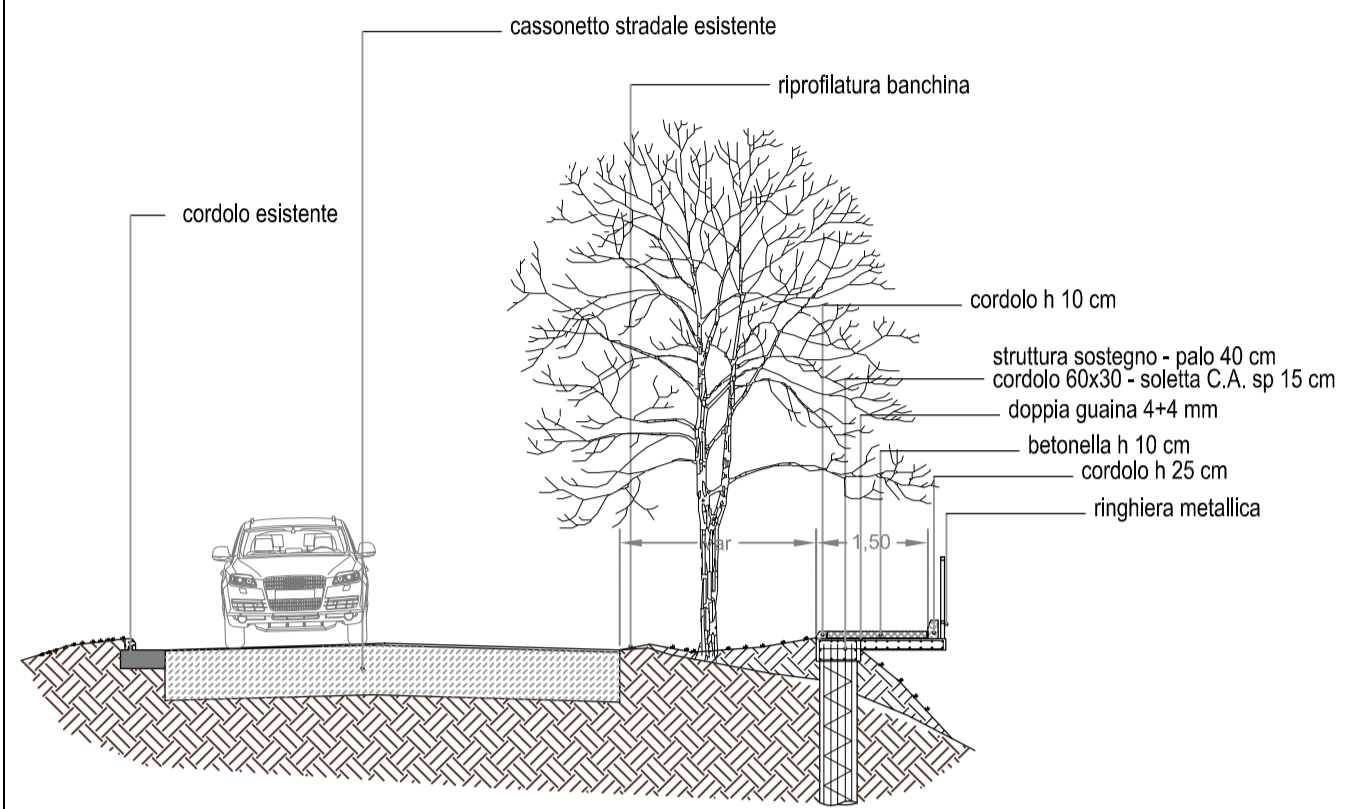 cassonetto stradale esistente
riprofilatura banchina
cordolo esistente
cordolo h 10 cm
struttura sostegno - palo 40 cm
cordolo 60x30 - soletta C.A. sp 15 cm
doppia guaina 4+4 mm
betonella h 10 cm
cordolo h 25 cm
ringhiera metallica
1,50